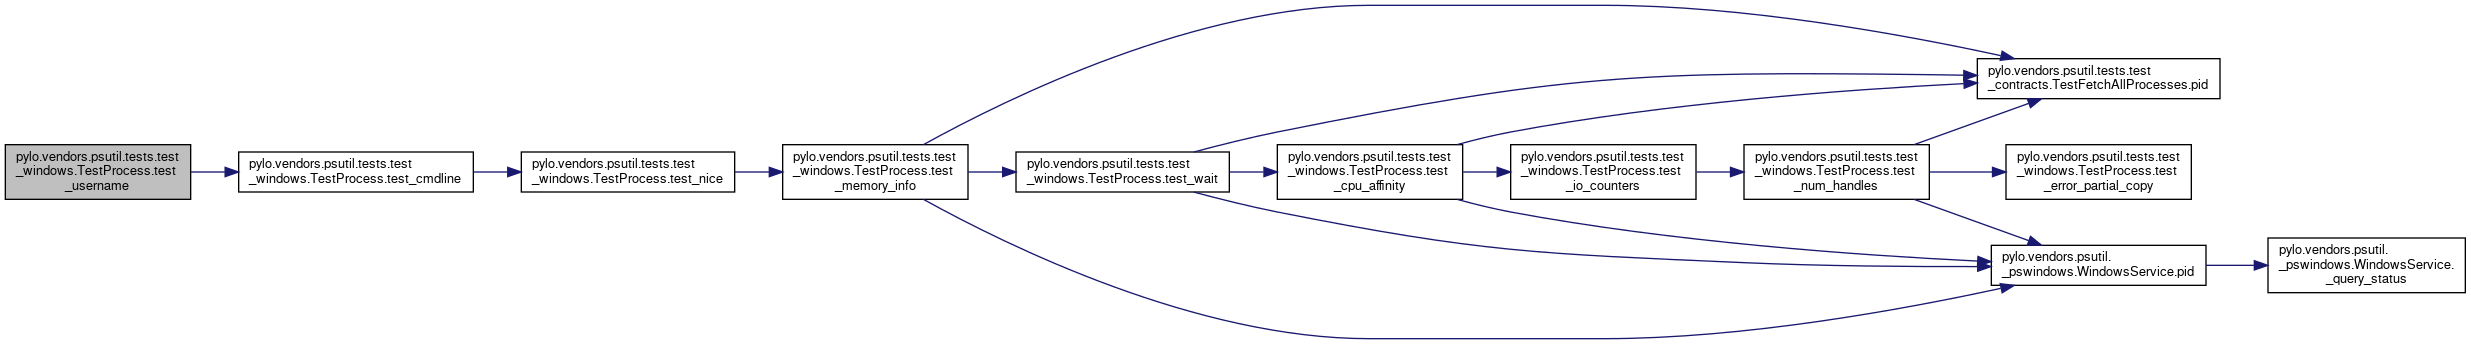 pylo.vendors.psutil.tests.test
_windows.TestProcess.test
_username
pylo.vendors.psutil.tests.test
_windows.TestProcess.test_cmdline
pylo.vendors.psutil.tests.test
_windows.TestProcess.test_nice
pylo.vendors.psutil.tests.test
_windows.TestProcess.test
_memory_info
pylo.vendors.psutil.tests.test
_windows.TestProcess.test_wait
pylo.vendors.psutil.tests.test
_windows.TestProcess.test
_cpu_affinity
pylo.vendors.psutil.tests.test
_windows.TestProcess.test
_io_counters
pylo.vendors.psutil.tests.test
_windows.TestProcess.test
_num_handles
pylo.vendors.psutil.tests.test
_contracts.TestFetchAllProcesses.pid
pylo.vendors.psutil.tests.test
_windows.TestProcess.test
_error_partial_copy
pylo.vendors.psutil.
_pswindows.WindowsService.pid
pylo.vendors.psutil.
_pswindows.WindowsService.
_query_status